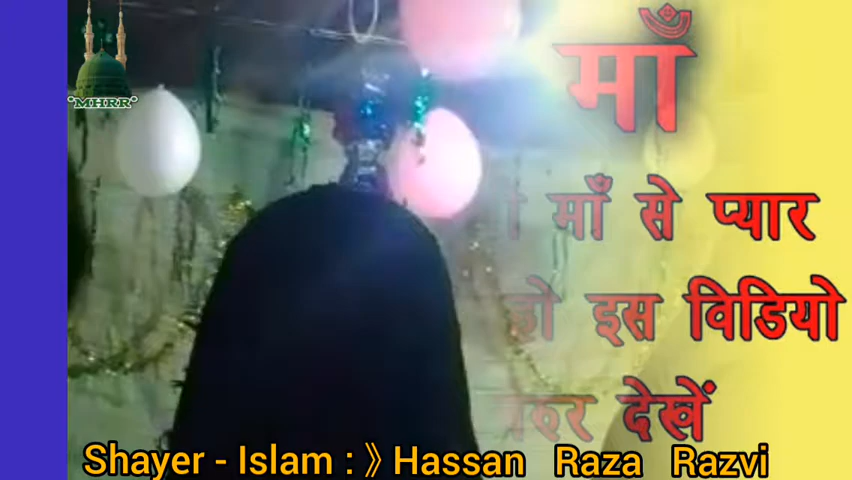 °MHRR°
माँ
माँ से प्यार
इस विडियो
देखें
Shayer - Islam : 》Hassan Raza Razvi